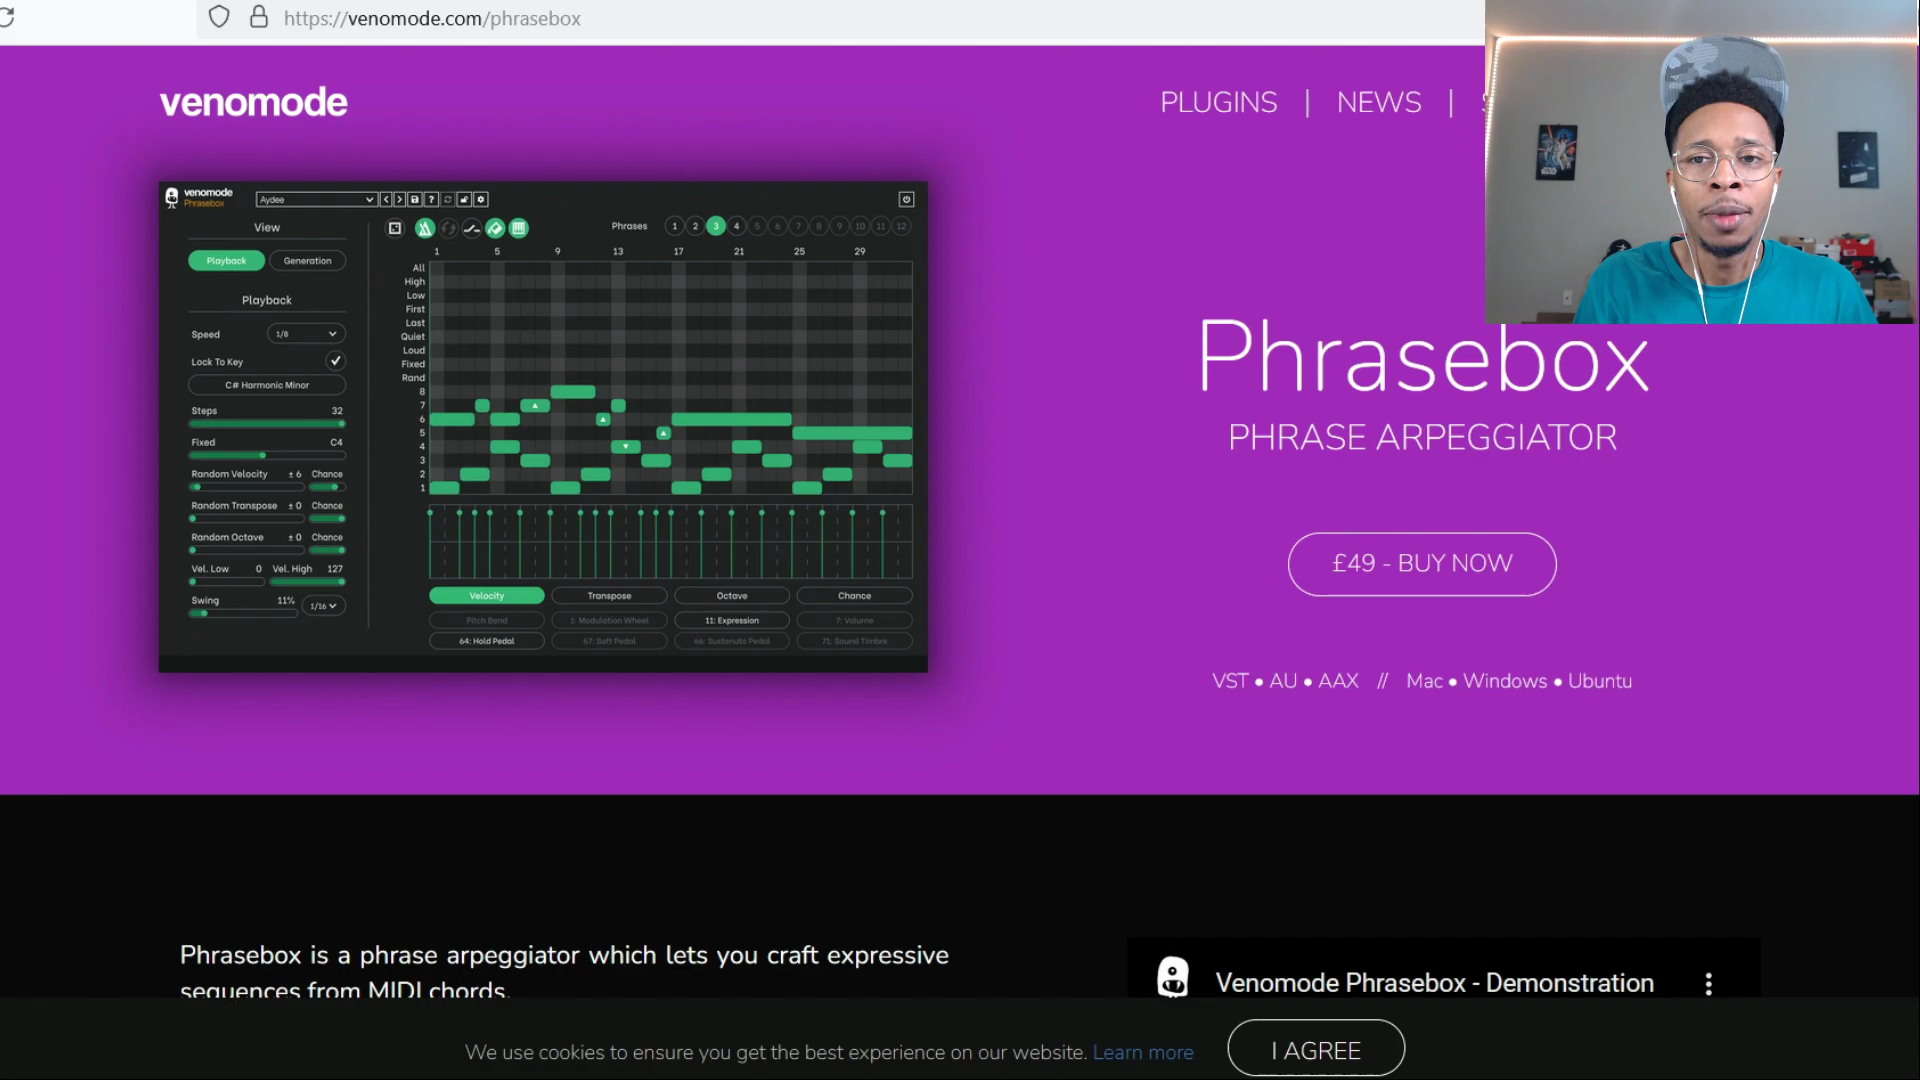 https://venomode.com/phrasebox
venomode
PLUGINS | NEWS |
venomode
Phrasebox
Aydee
?
View
Playback
Generation
Playback
Speed
1/8
Lock To Key
C# Harmonic Minor
Steps
32
Fixed
C4
Random Velocity
± 6
Chance
Random Transpose
± 0
Chance
Random Octave
± 0
Chance
Vel. Low
0
Vel. High
127
Swing
11%
1/16
Phrases
1 2 3 4 5 6 7 8 9 10 11 12
1 5 9 13 17 21 25 29
All
High
Low
First
Last
Quiet
Loud
Fixed
Rand
8
7
6
5
4
3
2
1
Velocity
Transpose
Octave
Chance
Pitch Bend
1: Modulation Wheel
11: Expression
7: Volume
64: Hold Pedal
67: Soft Pedal
66: Sustenuto Pedal
71: Sound Timbre
STAR WARS
Phrasebox
PHRASE ARPEGGIATOR
£49 - BUY NOW
VST • AU • AAX // Mac • Windows • Ubuntu
Phrasebox is a phrase arpeggiator which lets you craft expressive
sequences from MIDI chords.
Venomode Phrasebox - Demonstration
We use cookies to ensure you get the best experience on our website. Learn more
I AGREE